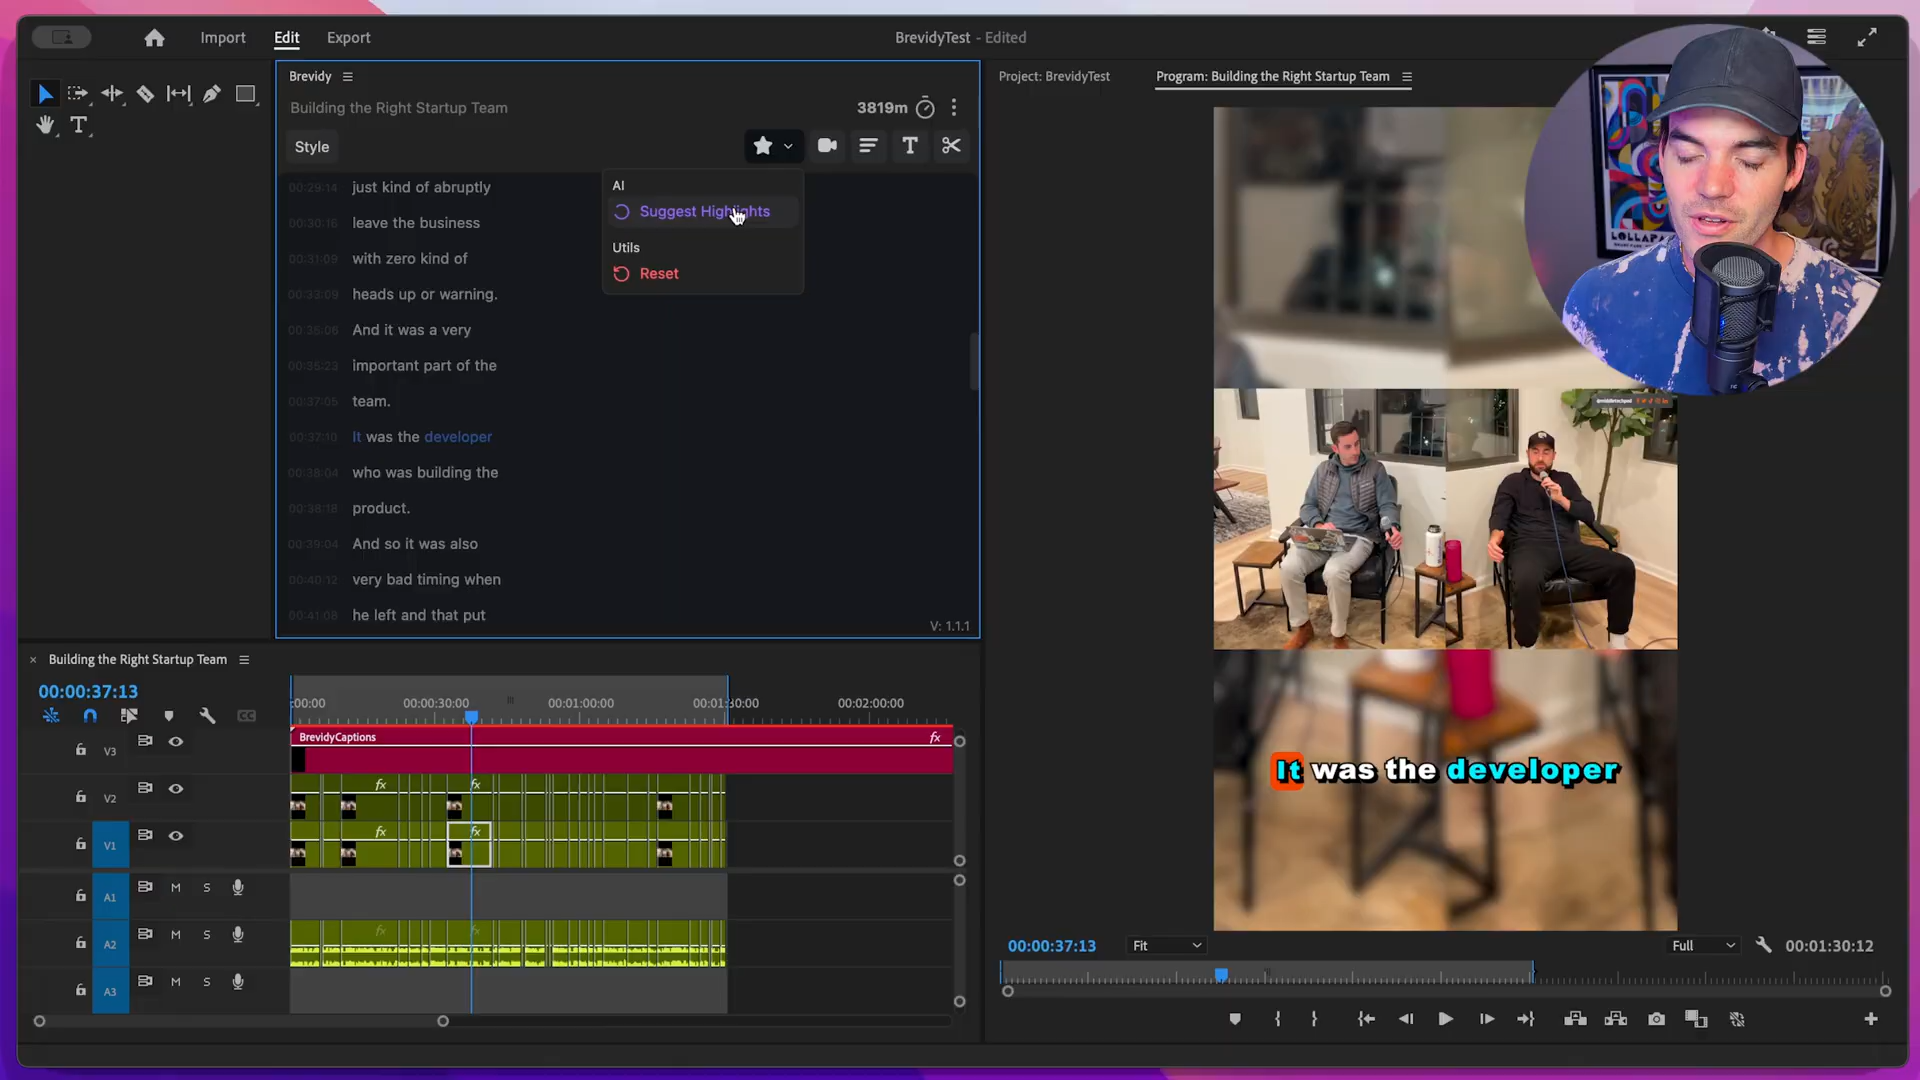 Import
Edit
Export
BrevidyTest - Edited
Brevidy
Building the Right Startup Team
3819m
Style
00:29:14 just kind of abruptly
00:30:16 leave the business
00:31:09 with zero kind of
00:33:09 heads up or warning.
00:35:06 And it was a very
00:35:23 important part of the
00:37:05 team.
00:37:10 It was the developer
00:38:04 who was building the
00:38:18 product.
00:39:04 And so it was also
00:40:12 very bad timing when
00:41:08 he left and that put
AI
Suggest Highlights
Utils
Reset
V: 1.1.1
Project: BrevidyTest
Program: Building the Right Startup Team
LOLLAPA
It was the developer
00:00:37:13
Fit
Full
00:01:30:12
Building the Right Startup Team
00:00:37:13
:00:00
00:00:30:00
00:01:00:00
00:01:30:00
00:02:00:00
V3
BrevidyCaptions
fx
V2
fx
fx
V1
fx
fx
A1
M
S
A2
M
S
fx
fx
A3
M
S